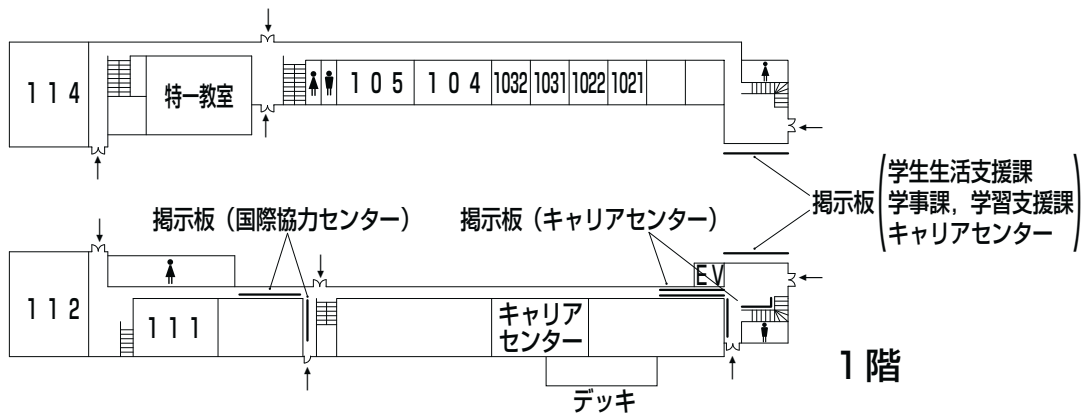 114
特一教室
105
104
1032
1031
1022
1021
掲示板
学生生活支援課
学事課，学習支援課
キャリアセンター
掲示板（国際協力センター）
掲示板（キャリアセンター）
EV
112
111
キャリア
センター
1階
デッキ